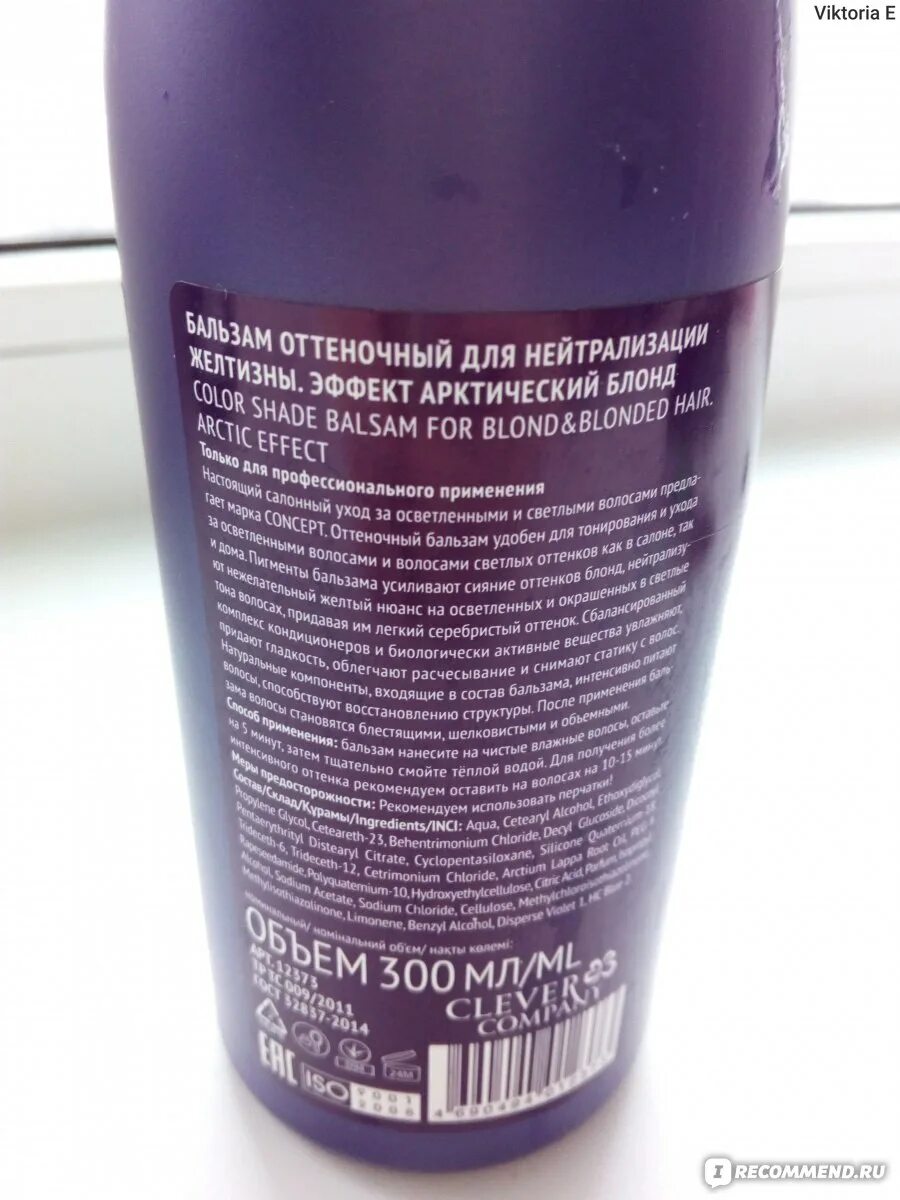 Viktoria E
БАЛЬЗАМ ОТТЕНОЧНЫЙ ДЛЯ НЕЙТРАЛИЗАЦИИ
ЖЕЛТИЗНЫ. ЭФФЕКТ АРКТИЧЕСКИЙ БЛОНД
COLOR SHADE BALSAM FOR BLOND&BLONDED HAIR.
ARCTIC EFFECT
Только для профессионального применения
Настоящий салонный уход за осветленными и светлыми волосами предла-
гает марка CONCEPT. Оттеночный бальзам удобен для тонирования и ухода
за осветленными волосами и волосами светлых оттенков как в салоне, так
и дома. Пигменты бальзама усиливают сияние оттенков блонд, нейтрализу-
ют нежелательный желтый нюанс на осветленных и окрашенных в светлые
тона волосах, придавая им легкий серебристый оттенок. Сбалансированный
комплекс кондиционеров и биологически активные вещества увлажняют,
придают гладкость, облегчают расчесывание и снимают статику с волос.
Натуральные компоненты, входящие в состав бальзама, интенсивно питают
волосы, способствуют восстановлению структуры. После применения баль-
зама волосы становятся блестящими, шелковистыми и объемными.
Способ применения: бальзам нанесите на чистые влажные волосы, оставьте
на 5 минут, затем тщательно смойте тёплой водой. Для получения более
интенсивного оттенка рекомендуем оставить на волосах на 10-15 минут.
Меры предосторожности: Рекомендуем использовать перчатки!
Состав/Склад/Құрамы/Ingredients/INCI: Aqua, Cetearyl Alcohol, Ethoxydiglycol,
Propylene Glycol, Ceteareth-23, Behentrimonium Chloride, Decyl Glucoside,
Pentaerythrityl Distearyl Citrate, Cyclopentasiloxane, Silicone Quaternium-18,
Trideceth-6, Trideceth-12, Cetrimonium Chloride, Arctium Lappa Root Oil,
Rapeseedamide, Polyquaternium-10, Hydroxyethylcellulose, Citric Acid, Parfum,
Alcohol, Sodium Acetate, Sodium Chloride, Cellulose, Methylchloroisothiazolinone,
Methylisothiazolinone, Limonene, Benzyl Alcohol, Disperse Violet 1, HC Blue 2
номинальный/ номінальний об'єм/ нақты көлемі:
ОБЪЕМ 300 МЛ/ML
АРТ. 12373
ТР ТС 009/2011
ГОСТ 32837-2014
CLEVER
COMPANY
24M
EAC ISO 9001
2008
IRECOMMEND.RU